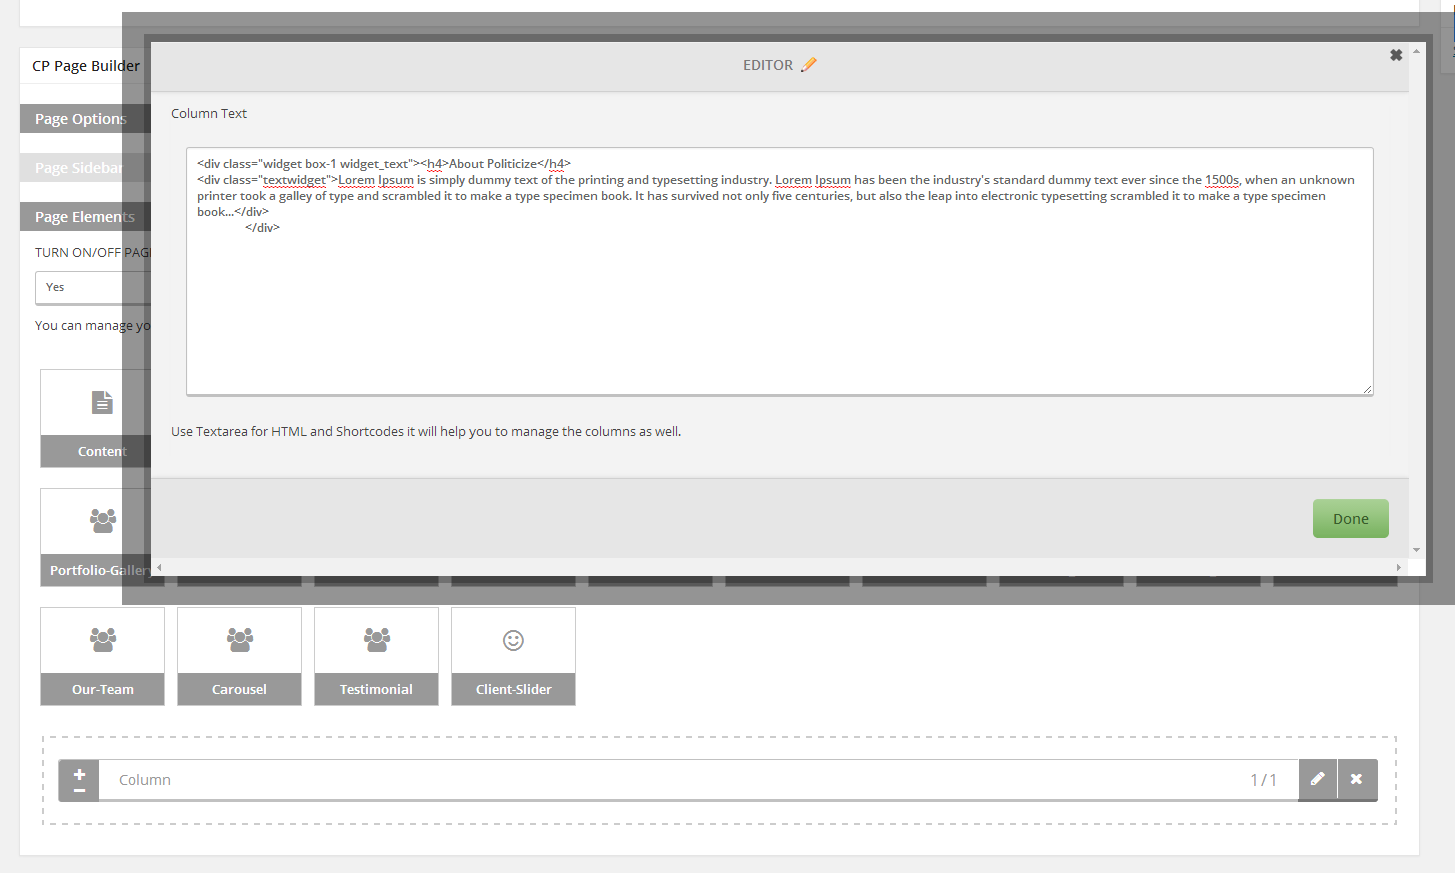 CP Page Builder
EDITOR
Page Options
Column Text
Page Sidebar
<div class="widget box-1 widget_text"><h4>About Politicize</h4>
<div class="textwidget">Lorem Ipsum is simply dummy text of the printing and typesetting industry. Lorem Ipsum has been the industry's standard dummy text ever since the 1500s, when an unknown
printer took a galley of type and scrambled it to make a type specimen book. It has survived not only five centuries, but also the leap into electronic typesetting scrambled it to make a type specimen
book...</div>
</div>
Page Elements
TURN ON/OFF PAG
Yes
You can manage yo
Use Textarea for HTML and Shortcodes it will help you to manage the columns as well.
Content
Done
Portfolio-Gallery
Our-Team
Carousel
Testimonial
Client-Slider
Column
1 / 1